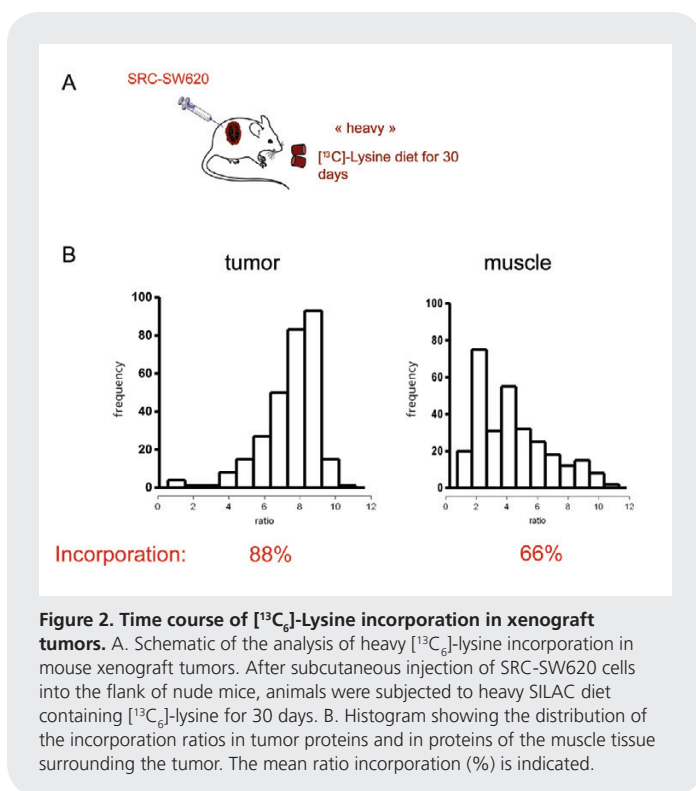 A
SRC-SW620
« heavy »
[¹³C]-Lysine diet for 30
days
B
tumor
muscle
100
80
60
40
20
0
frequency
0 2 4 6 8 10 12
ratio
100
80
60
40
20
0
frequency
0 2 4 6 8 10 12
ratio
Incorporation: 88% 66%
Figure 2. Time course of [¹³C₆]-Lysine incorporation in xenograft
tumors. A. Schematic of the analysis of heavy [¹³C₆]-lysine incorporation in
mouse xenograft tumors. After subcutaneous injection of SRC-SW620 cells
into the flank of nude mice, animals were subjected to heavy SILAC diet
containing [¹³C₆]-lysine for 30 days. B. Histogram showing the distribution of
the incorporation ratios in tumor proteins and in proteins of the muscle tissue
surrounding the tumor. The mean ratio incorporation (%) is indicated.